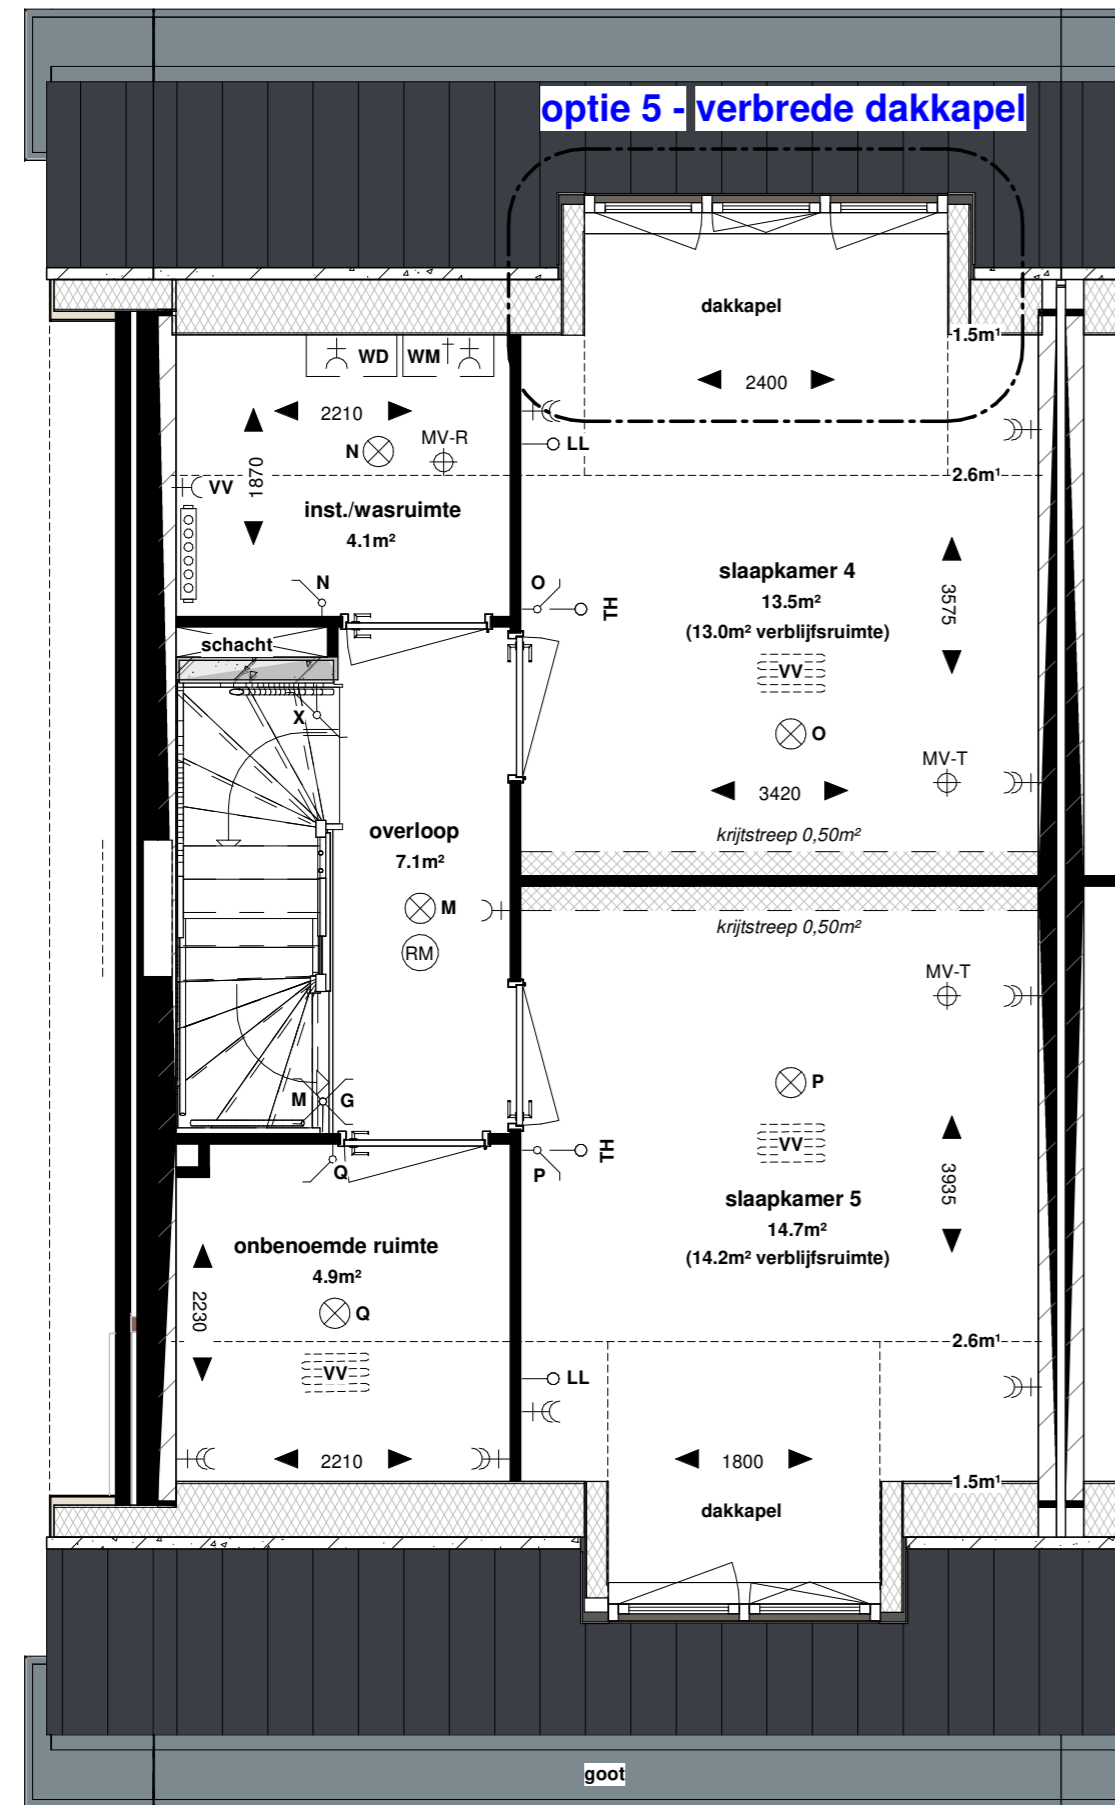 optie 5 - verbrede dakkapel
dakkapel
1.5m¹
2400
WD
WM
2210
MV-R
N
LL
1870
VV
2.6m¹
inst./wasruimte
4.1m²
slaapkamer 4
13.5m²
(13.0m² verblijfsruimte)
3575
N
O
TH
schacht
VV
X
O
MV-T
3420
overloop
7.1m²
krijtstreep 0,50m²
M
RM
krijtstreep 0,50m²
MV-T
P
M
G
VV
TH
Q
P
3935
slaapkamer 5
14.7m²
(14.2m² verblijfsruimte)
onbenoemde ruimte
4.9m²
2230
Q
2.6m¹
VV
LL
2210
1800
1.5m¹
dakkapel
goot